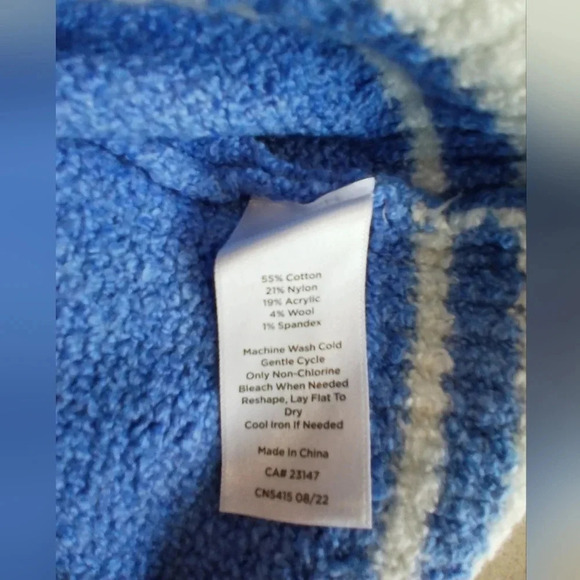 55% Cotton
21% Nylon
19% Acrylic
4% Wool
1% Spandex
Machine Wash Cold
Gentle Cycle
Only Non-Chlorine
Bleach When Needed
Reshape, Lay Flat To
Dry
Cool Iron If Needed
Made in China
CA# 23147
CN5415 08/22